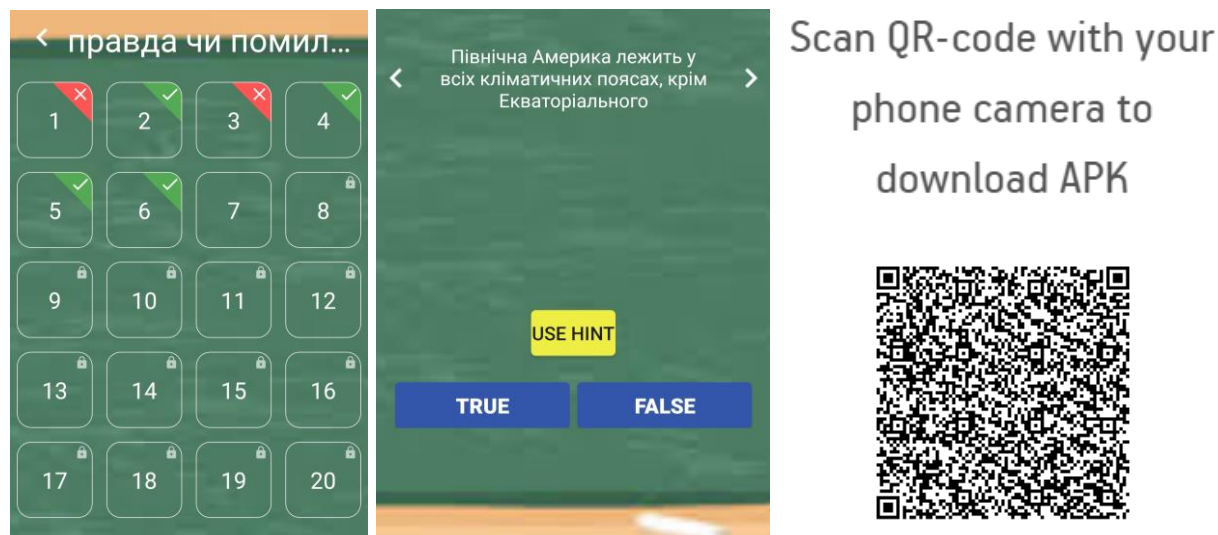 правда чи помил...
1 2 3 4
5 6 7 8
9 10 11 12
13 14 15 16
17 18 19 20
Північна Америка лежить у
всіх кліматичних поясах, крім
Екваторіального
USE HINT
TRUE FALSE
Scan QR-code with your
phone camera to
download APK